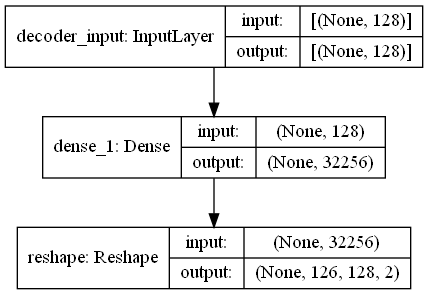 decoder_input: InputLayer
input:
[(None, 128)]
output:
[(None, 128)]
dense_1: Dense
input:
(None, 128)
output:
(None, 32256)
reshape: Reshape
input:
(None, 32256)
output:
(None, 126, 128, 2)